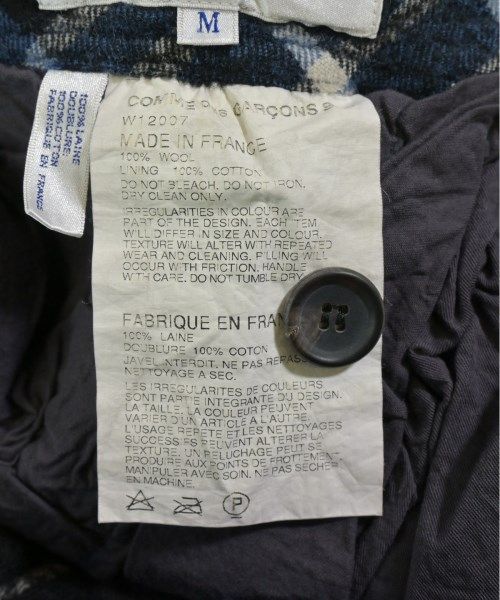 M
100% LAINE
DOUBLURE:
100% COTON
FABRIQUE EN FRANCE
COMME DES GARÇONS
W12007
MADE IN FRANCE
100% WOOL
LINING 100% COTTON
DO NOT BLEACH. DO NOT IRON.
DRY CLEAN ONLY.
IRREGULARITIES IN COLOUR ARE
PART OF THE DESIGN. EACH ITEM
WILL DIFFER IN SIZE AND COLOUR.
TEXTURE WILL ALTER WITH REPEATED
WEAR AND CLEANING. PILLING WILL
OCCUR WITH FRICTION. HANDLE
WITH CARE. DO NOT TUMBLE DRY
FABRIQUE EN FRAN
100% LAINE
DOUBLURE 100% COTON
JAVEL INTERDIT. NE PAS REPASS
NETTOYAGE A SEC.
LES IRREGULARITES DE COULEURS
SONT PARTIE INTEGRANTE DU DESIGN.
LA TAILLE, LA COULEUR PEUVENT
VARIER D'UN ARTICLE A L'AUTRE.
L'USAGE REPETE ET LES NETTOYAGES
SUCCESSIFS PEUVENT ALTERER LA
TEXTURE. UN PELUCHAGE PEUT SE
PRODUIRE AUX POINTS DE FROTTEMENT.
MANIPULER AVEC SOIN. NE PAS SECHER
EN MACHINE.
P